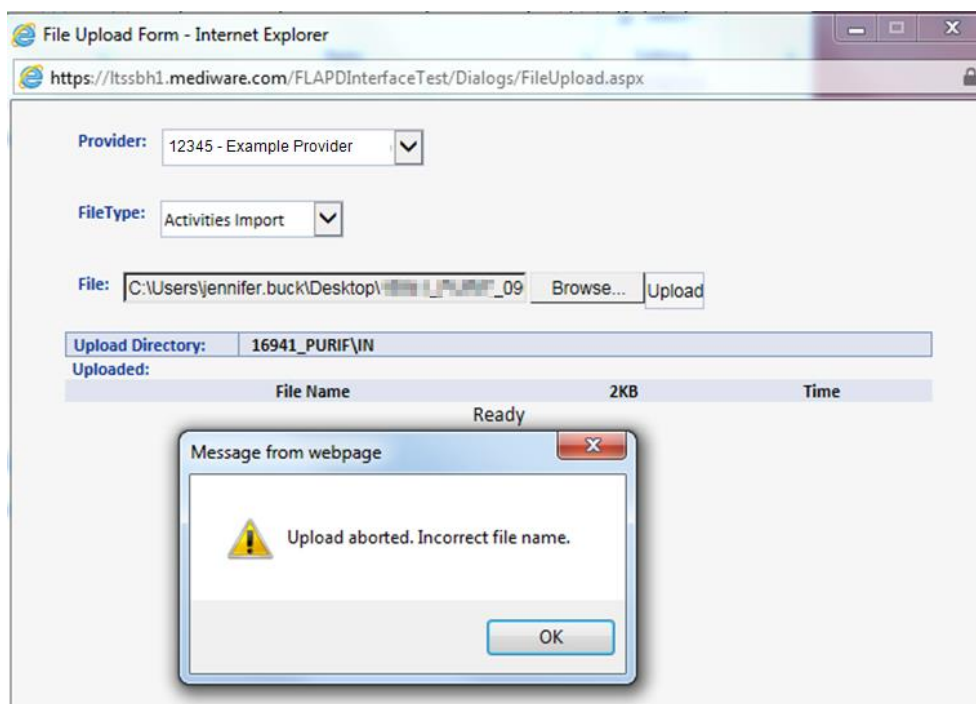 File Upload Form - Internet Explorer
https://ltssbh1.mediware.com/FLAPDInterfaceTest/Dialogs/FileUpload.aspx
Provider: 12345 - Example Provider
FileType: Activities Import
File: C:\Users\jennifer.buck\Desktop\ _09 Browse... Upload
Upload Directory: 16941_PURIF\IN
Uploaded:
File Name 2KB Time
Ready
Message from webpage
Upload aborted. Incorrect file name.
OK